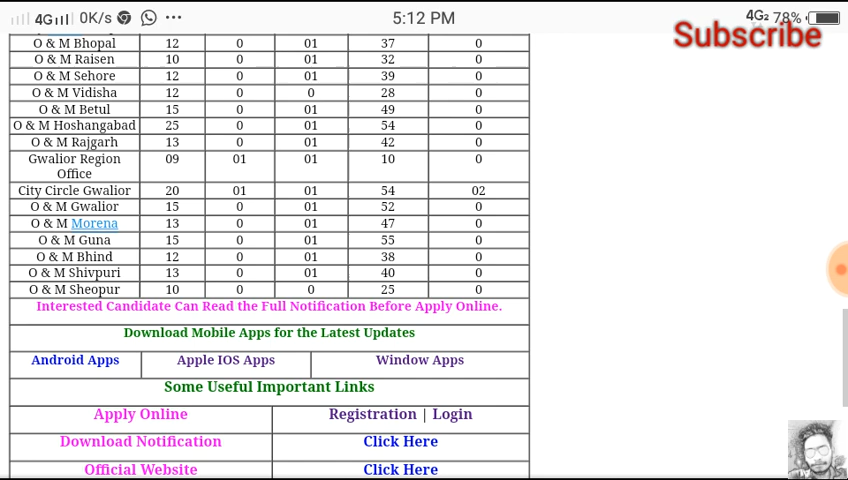 4G 0K/s ••• 5:12 PM 4G2 78%
Subscribe
O & M Bhopal 12 0 01 37 0
O & M Raisen 10 0 01 32 0
O & M Sehore 12 0 01 39 0
O & M Vidisha 12 0 0 28 0
O & M Betul 15 0 01 49 0
O & M Hoshangabad 25 0 01 54 0
O & M Rajgarh 13 0 01 42 0
Gwalior Region 09 01 01 10 0
Office
City Circle Gwalior 20 01 01 54 02
O & M Gwalior 15 0 01 52 0
O & M Morena 13 0 01 47 0
O & M Guna 15 0 01 55 0
O & M Bhind 12 0 01 38 0
O & M Shivpuri 13 0 01 40 0
O & M Sheopur 10 0 0 25 0
Interested Candidate Can Read the Full Notification Before Apply Online.
Download Mobile Apps for the Latest Updates
Android Apps Apple IOS Apps Window Apps
Some Useful Important Links
Apply Online Registration | Login
Download Notification Click Here
Official Website Click Here